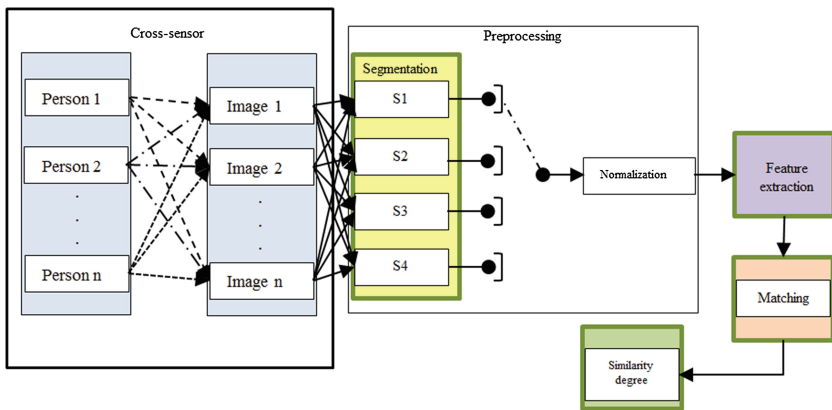 Cross-sensor
Person 1
Person 2
.
.
.
Person n
Image 1
Image 2
.
.
.
Image n
Preprocessing
Segmentation
S1
S2
S3
S4
Normalization
Feature
extraction
Matching
Similarity
degree